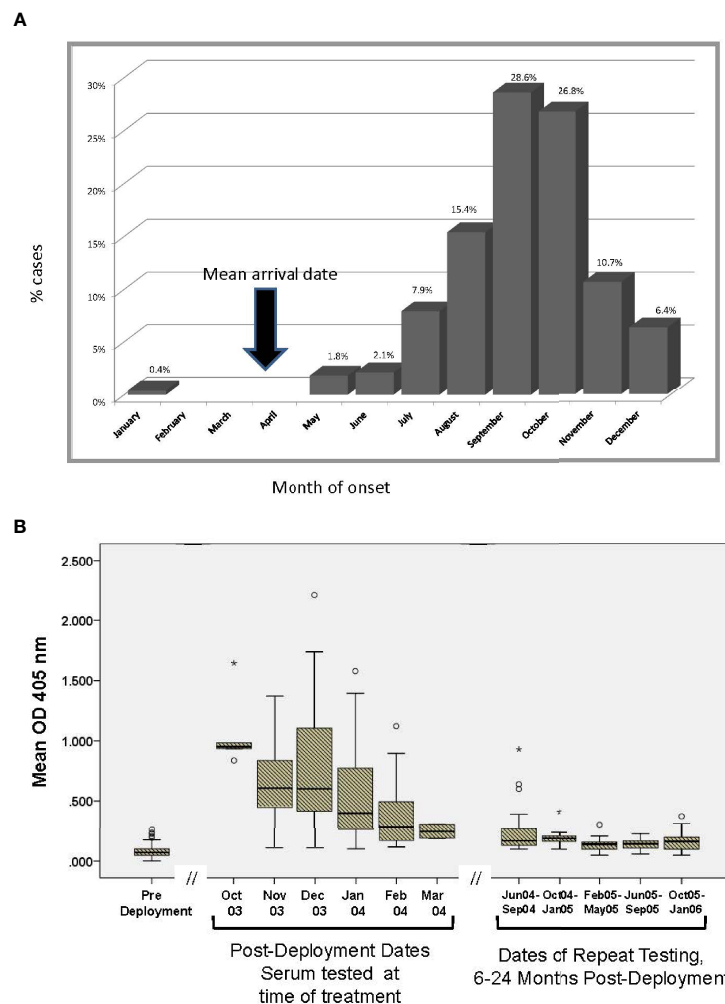 A
30%
25%
20%
15%
10%
5%
0%
% cases
Mean arrival date
0.4%
1.8%
2.1%
7.9%
15.4%
28.6%
26.8%
10.7%
6.4%
January
February
March
April
May
June
July
August
September
October
November
December
Month of onset
B
2.500
2.000
1.500
1.000
.500
.000
Mean OD 405 nm
// //
Pre
Deployment
Oct
03
Nov
03
Dec
03
Jan
04
Feb
04
Mar
04
Jun04-
Sep04
Oct04-
Jan05
Feb05-
May05
Jun05-
Sep05
Oct05-
Jan06
Post-Deployment Dates
Serum tested at
time of treatment
Dates of Repeat Testing,
6-24 Months Post-Deployment